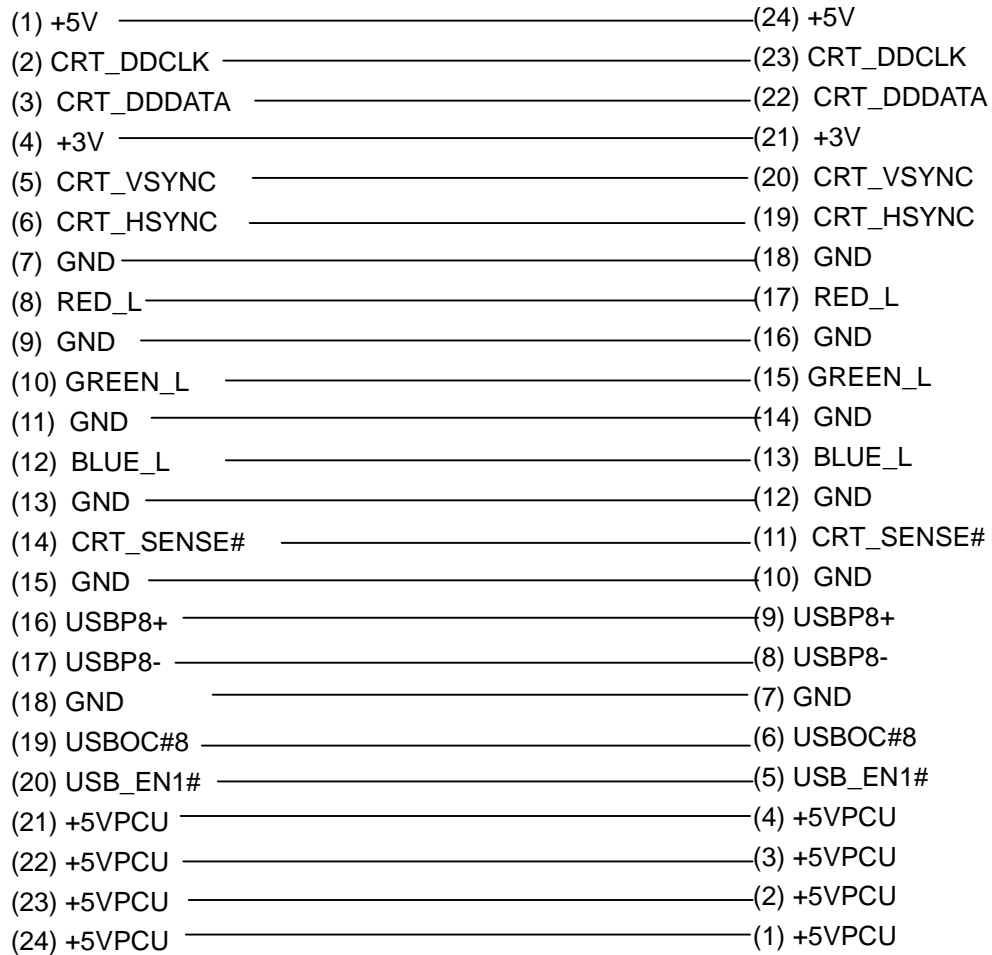 (1) +5V (24) +5V
(2) CRT_DDCLK (23) CRT_DDCLK
(3) CRT_DDDATA (22) CRT_DDDATA
(4) +3V (21) +3V
(5) CRT_VSYNC (20) CRT_VSYNC
(6) CRT_HSYNC (19) CRT_HSYNC
(7) GND (18) GND
(8) RED_L (17) RED_L
(9) GND (16) GND
(10) GREEN_L (15) GREEN_L
(11) GND (14) GND
(12) BLUE_L (13) BLUE_L
(13) GND (12) GND
(14) CRT_SENSE# (11) CRT_SENSE#
(15) GND (10) GND
(16) USBP8+ (9) USBP8+
(17) USBP8- (8) USBP8-
(18) GND (7) GND
(19) USBOC#8 (6) USBOC#8
(20) USB_EN1# (5) USB_EN1#
(21) +5VPCU (4) +5VPCU
(22) +5VPCU (3) +5VPCU
(23) +5VPCU (2) +5VPCU
(24) +5VPCU (1) +5VPCU